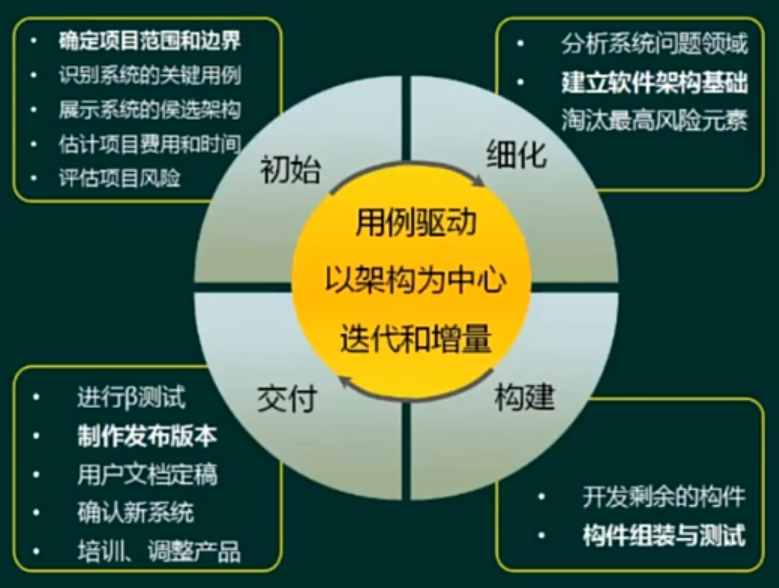 • 确定项目范围和边界
• 识别系统的关键用例
• 展示系统的侯选架构
• 估计项目费用和时间
• 评估项目风险
• 分析系统问题领域
• 建立软件架构基础
淘汰最高风险元素
初始
细化
用例驱动
以架构为中心
迭代和增量
交付
构建
• 进行β测试
• 制作发布版本
• 用户文档定稿
• 确认新系统
• 培训、调整产品
• 开发剩余的构件
• 构件组装与测试